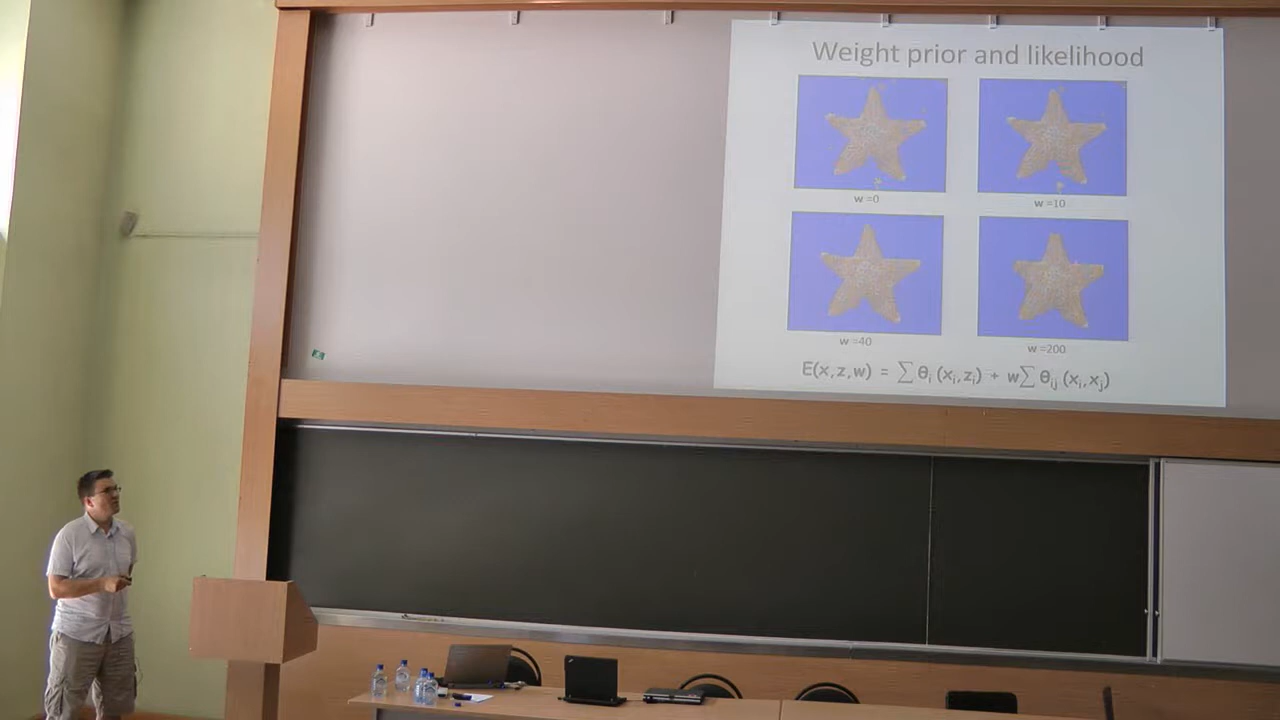 Weight prior and likelihood
w =0
w =10
w =40
w =200
E(x,z,w) = ∑θᵢ (xᵢ,zᵢ) + w∑θᵢⱼ (xᵢ,xⱼ)